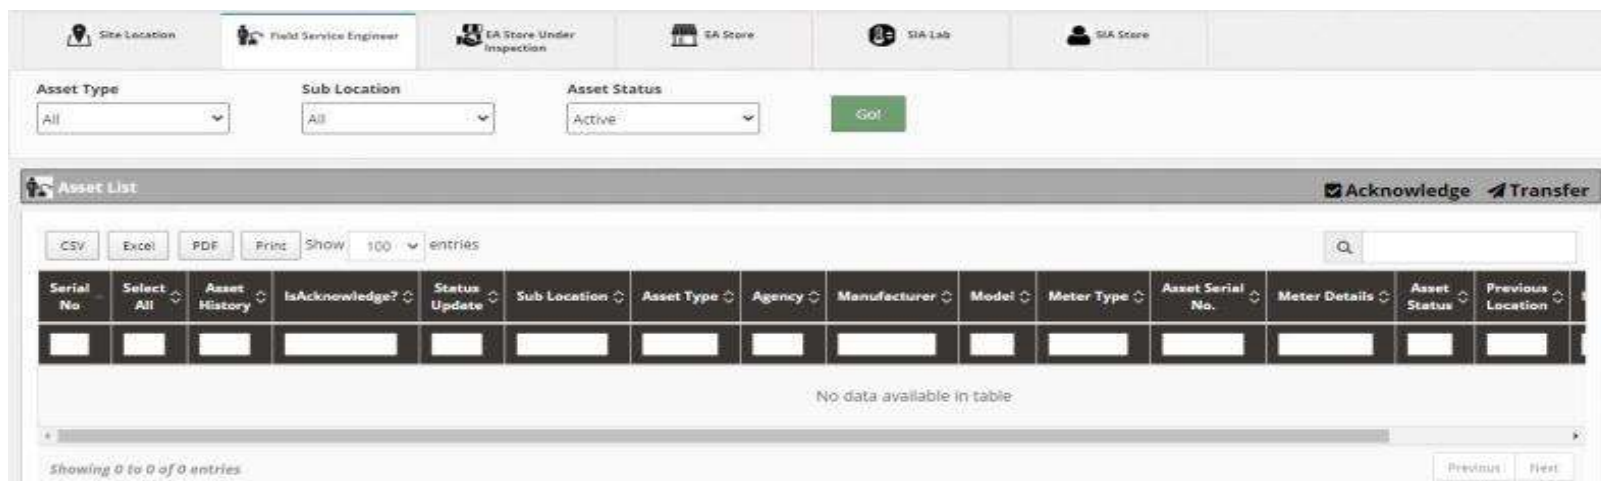 Site Location
Field Service Engineer
EA Store Under
Inspection
EA Store
SIA Lab
SIA Store
Asset Type
Sub Location
Asset Status
All
All
Active
Go!
Asset List
Acknowledge
Transfer
CSV
Excel
PDF
Print
Show
100
entries
Serial
No
Select
All
Asset
History
IsAcknowledge?
Status
Update
Sub Location
Asset Type
Agency
Manufacturer
Model
Meter Type
Asset Serial
No.
Meter Details
Asset
Status
Previous
Location
No data available in table
Showing 0 to 0 of 0 entries
Previous
Next